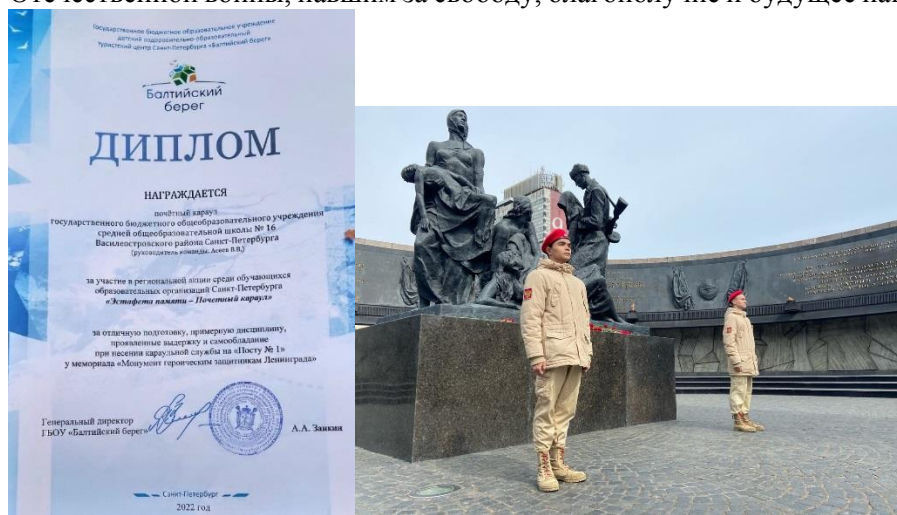 Отечественной войны, павшим за свободу, благополучие и будущее на
Государственное бюджетное образовательное учреждение
детский оздоровительно-образовательный
туристский центр Санкт-Петербурга «Балтийский берег»
Балтийский
берег
ДИПЛОМ
НАГРАЖДАЕТСЯ
почётный караул
государственного бюджетного общеобразовательного учреждения
средней общеобразовательной школы № 16
Василеостровского района Санкт-Петербурга
(руководитель команды: Асеев В.В.)
за участие в региональной акции среди обучающихся
образовательных организаций Санкт-Петербурга
«Эстафета памяти – Почетный караул»
за отличную подготовку, примерную дисциплину,
проявленные выдержку и самообладание
при несении караульной службы на «Посту № 1»
у мемориала «Монумент героическим защитникам Ленинграда»
Генеральный директор
ГБОУ «Балтийский берег»
А.А. Заикин
Санкт-Петербург
2022 год